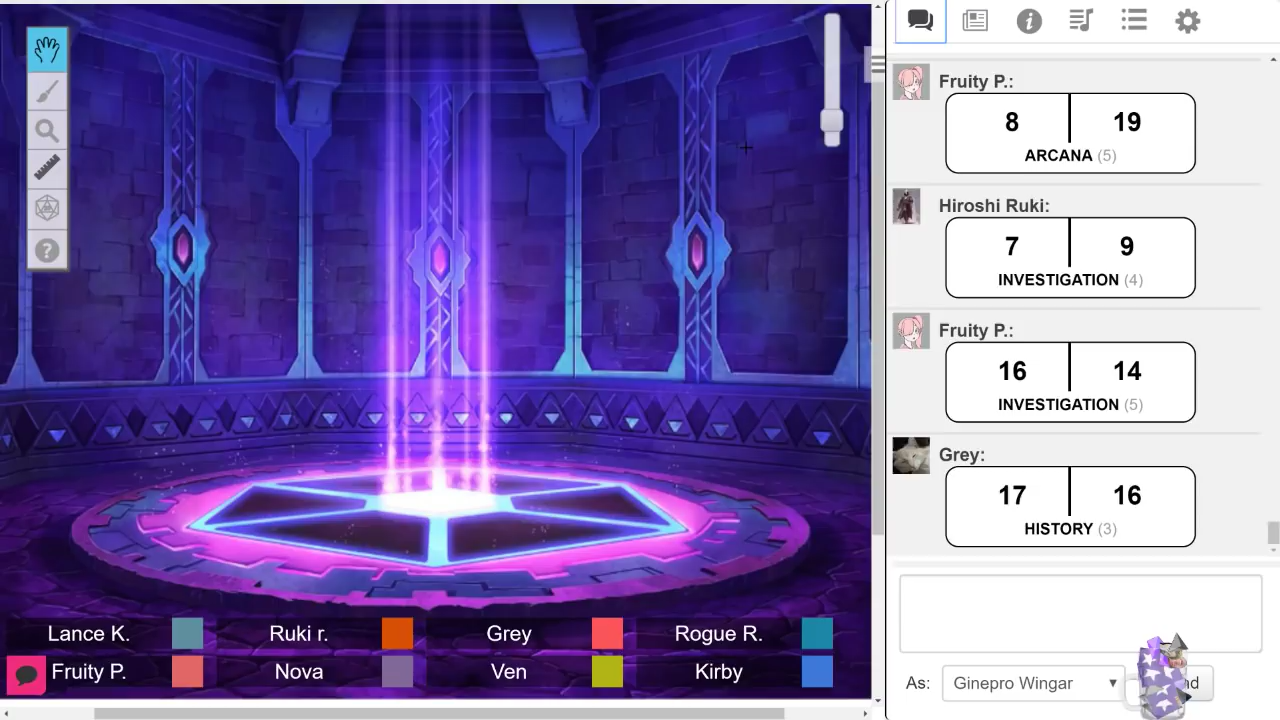 Fruity P.:
8 19
ARCANA (5)
Hiroshi Ruki:
7 9
INVESTIGATION (4)
Fruity P.:
16 14
INVESTIGATION (5)
Grey:
17 16
HISTORY (3)
Lance K. Ruki r. Grey Rogue R.
Fruity P. Nova Ven Kirby
As: Ginepro Wingar